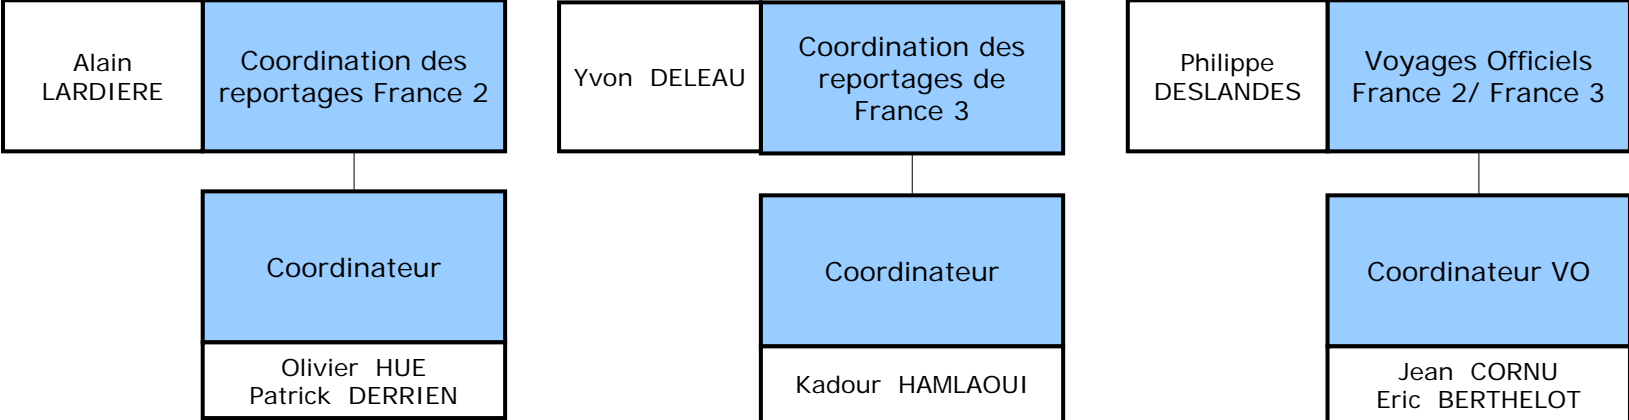 Alain
LARDIERE
Coordination des
reportages France 2
Yvon DELEAU
Coordination des
reportages de
France 3
Philippe
DESLANDES
Voyages Officiels
France 2/ France 3
Coordinateur
Olivier HUE
Patrick DERRIEN
Coordinateur
Kadour HAMLAOUI
Coordinateur VO
Jean CORNU
Eric BERTHELOT